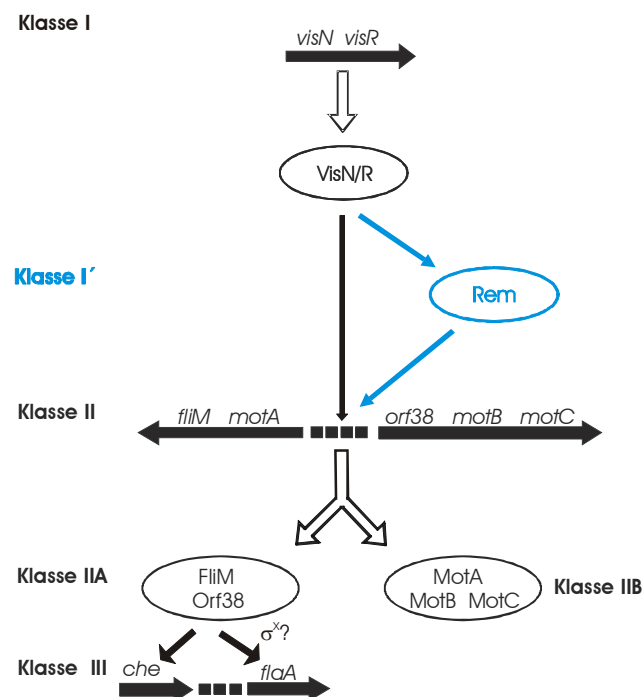 Klasse I
visN visR
VisN/R
Klasse I´
Rem
Klasse II
fliM motA
orf38 motB motC
Klasse IIA
FliM
Orf38
MotA
MotB MotC
Klasse IIB
σˣ?
Klasse III
che
flaA